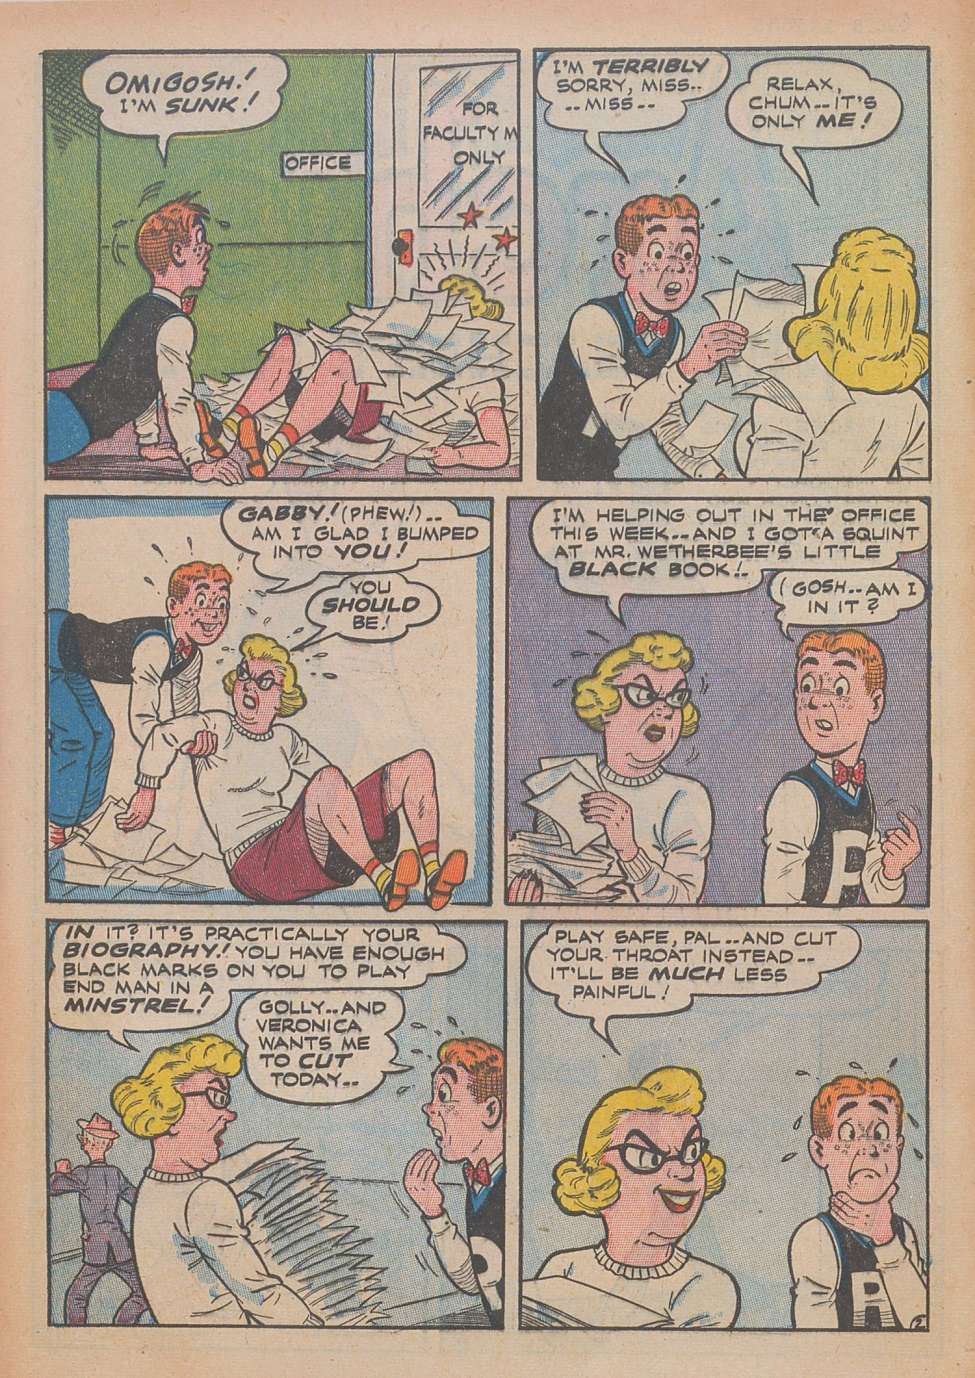 OMIGOSH!
I'M SUNK!
OFFICE
FOR
FACULTY M
ONLY
I'M TERRIBLY
SORRY, MISS--
--MISS--
RELAX,
CHUM--IT'S
ONLY ME!
GABBY! (PHEW!)--
AM I GLAD I BUMPED
INTO YOU!
YOU
SHOULD
BE!
I'M HELPING OUT IN THE OFFICE
THIS WEEK--AND I GOT A SQUINT
AT MR. WETHERBEE'S LITTLE
BLACK BOOK!-
GOSH--AM I
IN IT?
R
IN IT? IT'S PRACTICALLY YOUR
BIOGRAPHY! YOU HAVE ENOUGH
BLACK MARKS ON YOU TO PLAY
END MAN IN A
MINSTREL!
GOLLY--AND
VERONICA
WANTS ME
TO CUT
TODAY--
R
PLAY SAFE, PAL--AND CUT
YOUR THROAT INSTEAD--
IT'LL BE MUCH LESS
PAINFUL!
R
2